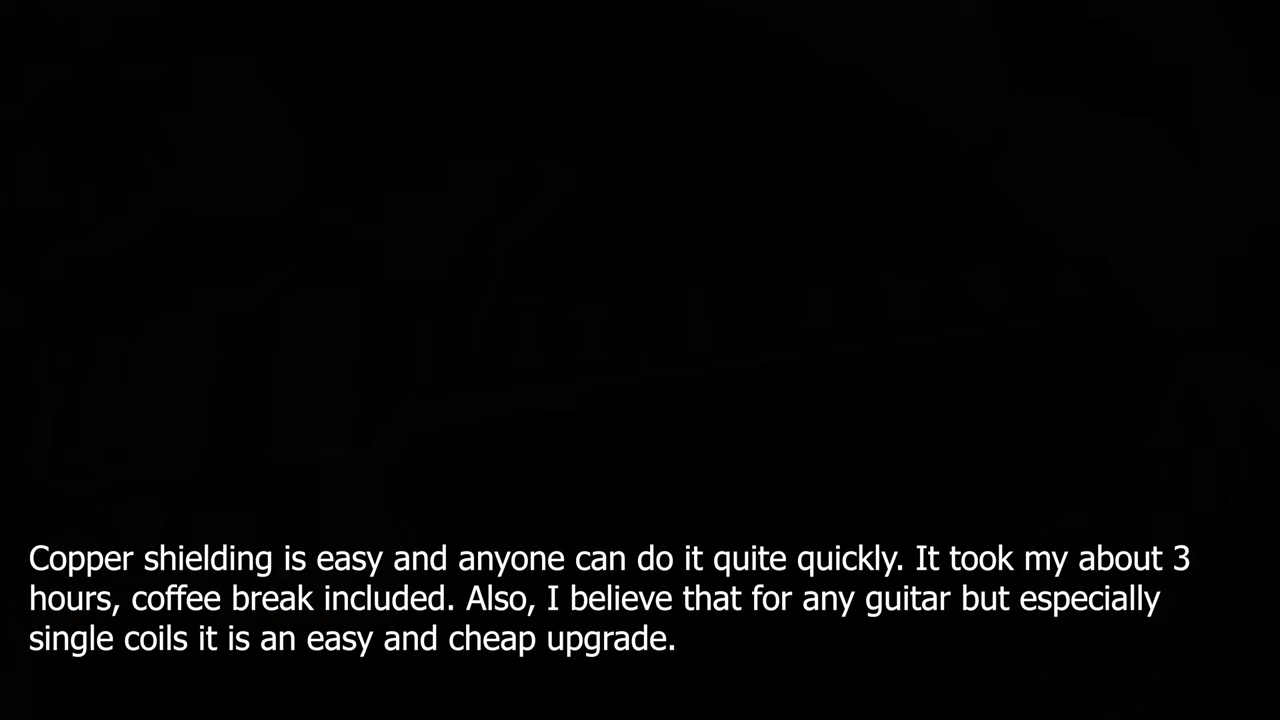 Copper shielding is easy and anyone can do it quite quickly. It took my about 3
hours, coffee break included. Also, I believe that for any guitar but especially
single coils it is an easy and cheap upgrade.